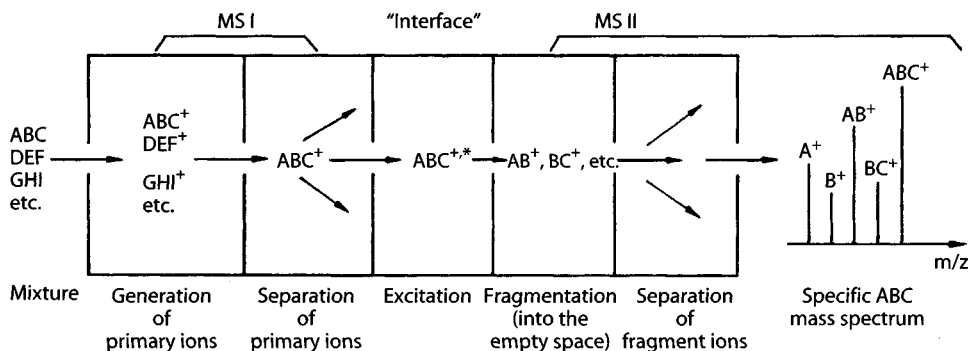 MS I
“Interface”
MS II
ABC
DEF
GHI
etc.
ABC⁺
DEF⁺
GHI⁺
etc.
ABC⁺
ABC⁺,*
AB⁺, BC⁺, etc.
A⁺
B⁺
AB⁺
BC⁺
ABC⁺
m/z
Mixture
Generation
of
primary ions
Separation
of
primary ions
Excitation
Fragmentation
(into the
empty space)
Separation
of
fragment ions
Specific ABC
mass spectrum